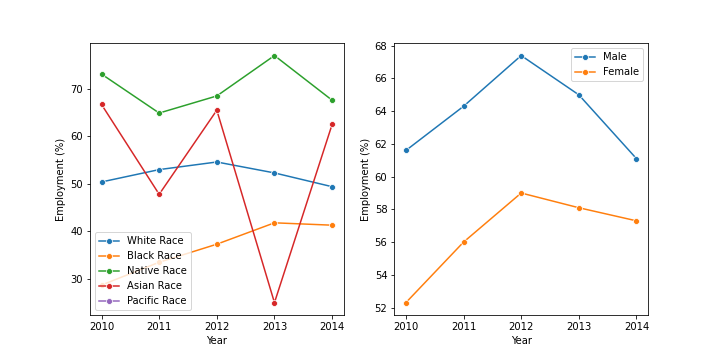 Employment (%)
70
60
50
40
30
White Race
Black Race
Native Race
Asian Race
Pacific Race
2010 2011 2012 2013 2014
Year
Employment (%)
68
66
64
62
60
58
56
54
52
Male
Female
2010 2011 2012 2013 2014
Year